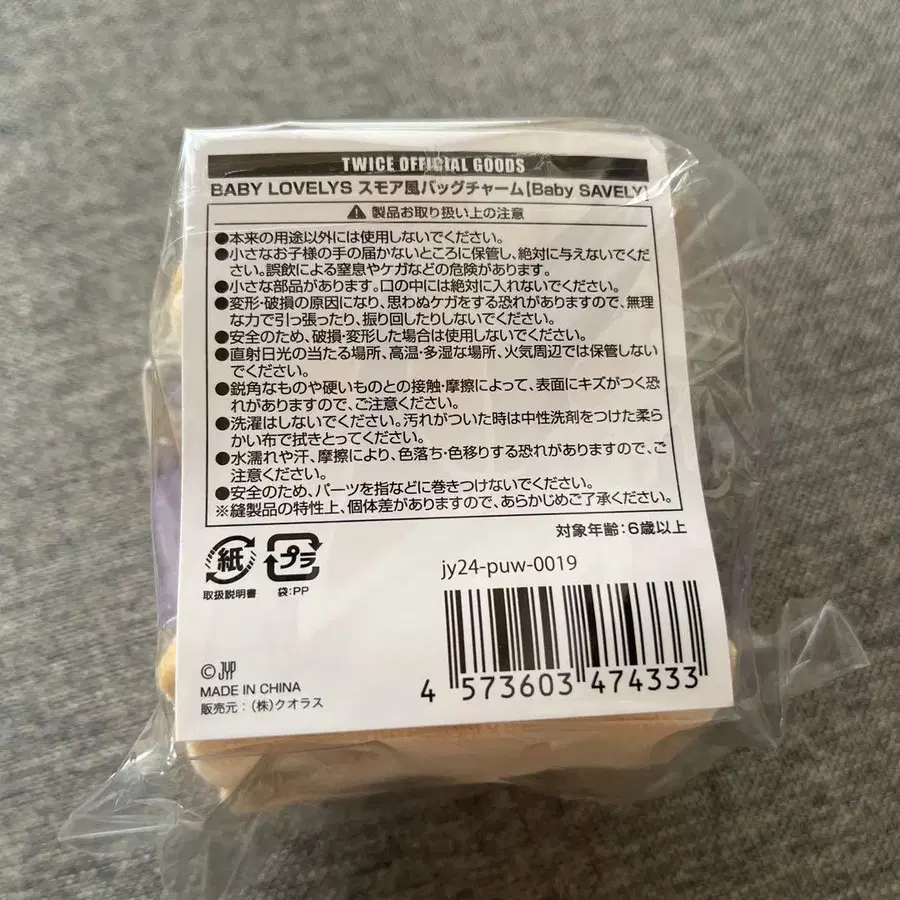 TWICE OFFICIAL GOODS
BABY LOVELYS スモア風バッグチャーム【Baby SAVELY】
⚠ 製品お取り扱い上の注意
●本来の用途以外には使用しないでください。
●小さなお子様の手の届かないところに保管し、絶対に与えないでくだ
さい。誤飲による窒息やケガなどの危険があります。
●小さな部品があります。口の中には絶対に入れないでください。
●変形・破損の原因になり、思わぬケガをする恐れがありますので、無理
な力で引っ張ったり、振り回したりしないでください。
●安全のため、破損・変形した場合は使用しないでください。
●直射日光の当たる場所、高温・多湿な場所、火気周辺では保管しない
でください。
●鋭角なものや硬いものとの接触・摩擦によって、表面にキズがつく恐
れがありますので、ご注意ください。
●洗濯はしないでください。汚れがついた時は中性洗剤をつけた柔ら
かい布で拭きとってください。
●水濡れや汗、摩擦により、色落ち・色移りする恐れがありますので、ご
注意ください。
●安全のため、パーツを指などに巻きつけないでください。
※縫製品の特性上、個体差がありますので、あらかじめご了承ください。
対象年齢:6歳以上
紙
プラ
取扱説明書
袋:PP
jy24-puw-0019
4 573603 474333
© JYP
MADE IN CHINA
販売元:(株)クオラス